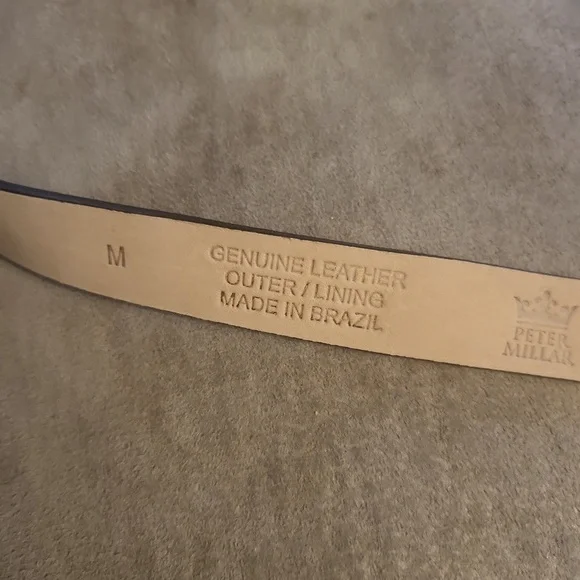 M
GENUINE LEATHER
OUTER / LINING
MADE IN BRAZIL
PETER
MILLAR